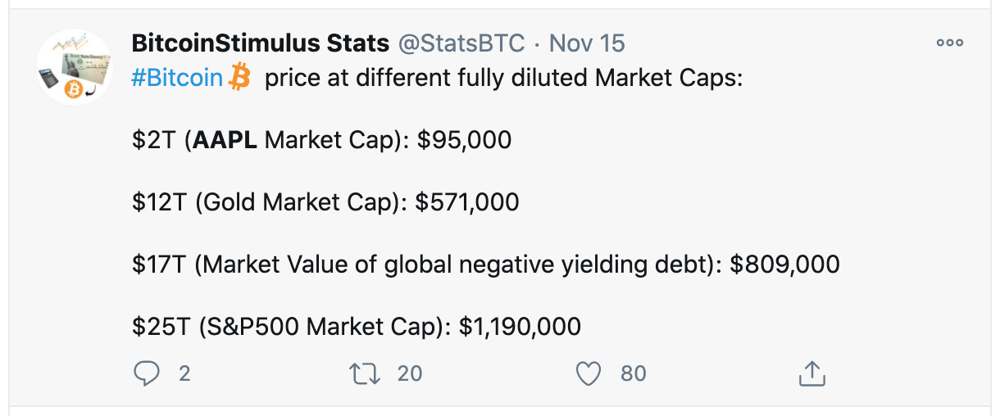 BitcoinStimulus Stats @StatsBTC · Nov 15
#Bitcoin price at different fully diluted Market Caps:
$2T (AAPL Market Cap): $95,000
$12T (Gold Market Cap): $571,000
$17T (Market Value of global negative yielding debt): $809,000
$25T (S&P500 Market Cap): $1,190,000
2 20 80